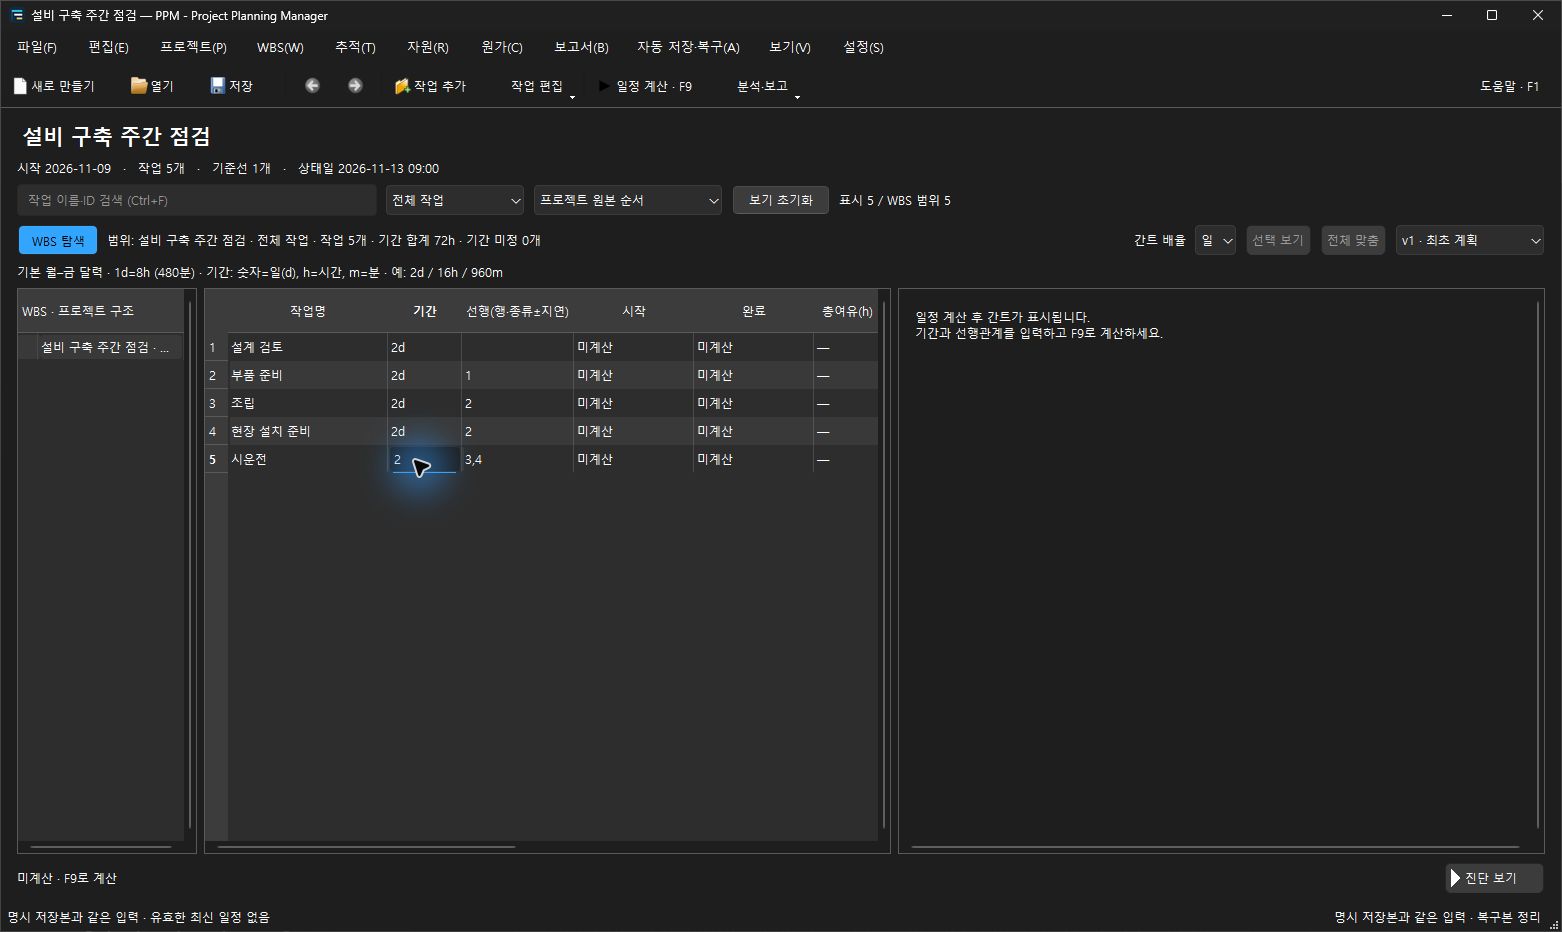 설비 구축 주간 점검 — PPM - Project Planning Manager
파일(F) 편집(E) 프로젝트(P) WBS(W) 추적(T) 자원(R) 원가(C) 보고서(B) 자동 저장·복구(A) 보기(V) 설정(S)
새로 만들기 열기 저장 작업 추가 작업 편집 일정 계산 · F9 분석·보고 도움말 · F1
설비 구축 주간 점검
시작 2026-11-09 · 작업 5개 · 기준선 1개 · 상태일 2026-11-13 09:00
작업 이름·ID 검색 (Ctrl+F) 전체 작업 프로젝트 원본 순서 보기 초기화 표시 5 / WBS 범위 5
WBS 탐색 범위: 설비 구축 주간 점검 · 전체 작업 · 작업 5개 · 기간 합계 72h · 기간 미정 0개 간트 배율 일 선택 보기 전체 맞춤 v1 · 최초 계획
기본 월–금 달력 · 1d=8h (480분) · 기간: 숫자=일(d), h=시간, m=분 · 예: 2d / 16h / 960m
WBS · 프로젝트 구조
설비 구축 주간 점검 · ...
작업명 기간 선행(행·종류±지연) 시작 완료 총여유(h)
1 설계 검토 2d 미계산 미계산 —
2 부품 준비 2d 1 미계산 미계산 —
3 조립 2d 2 미계산 미계산 —
4 현장 설치 준비 2d 2 미계산 미계산 —
5 시운전 2 3,4 미계산 미계산 —
일정 계산 후 간트가 표시됩니다.
기간과 선행관계를 입력하고 F9로 계산하세요.
미계산 · F9로 계산 진단 보기
명시 저장본과 같은 입력 · 유효한 최신 일정 없음 명시 저장본과 같은 입력 · 복구본 정리